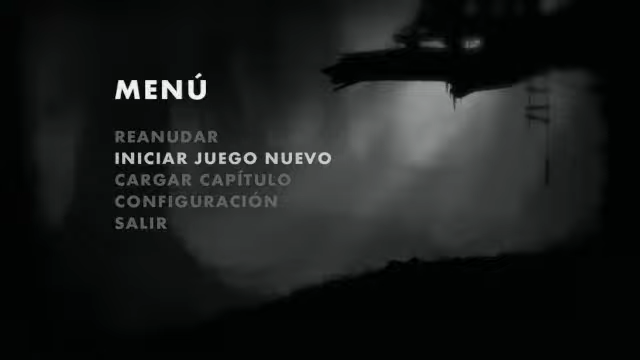 MENÚ
REANUDAR
INICIAR JUEGO NUEVO
CARGAR CAPÍTULO
CONFIGURACIÓN
SALIR